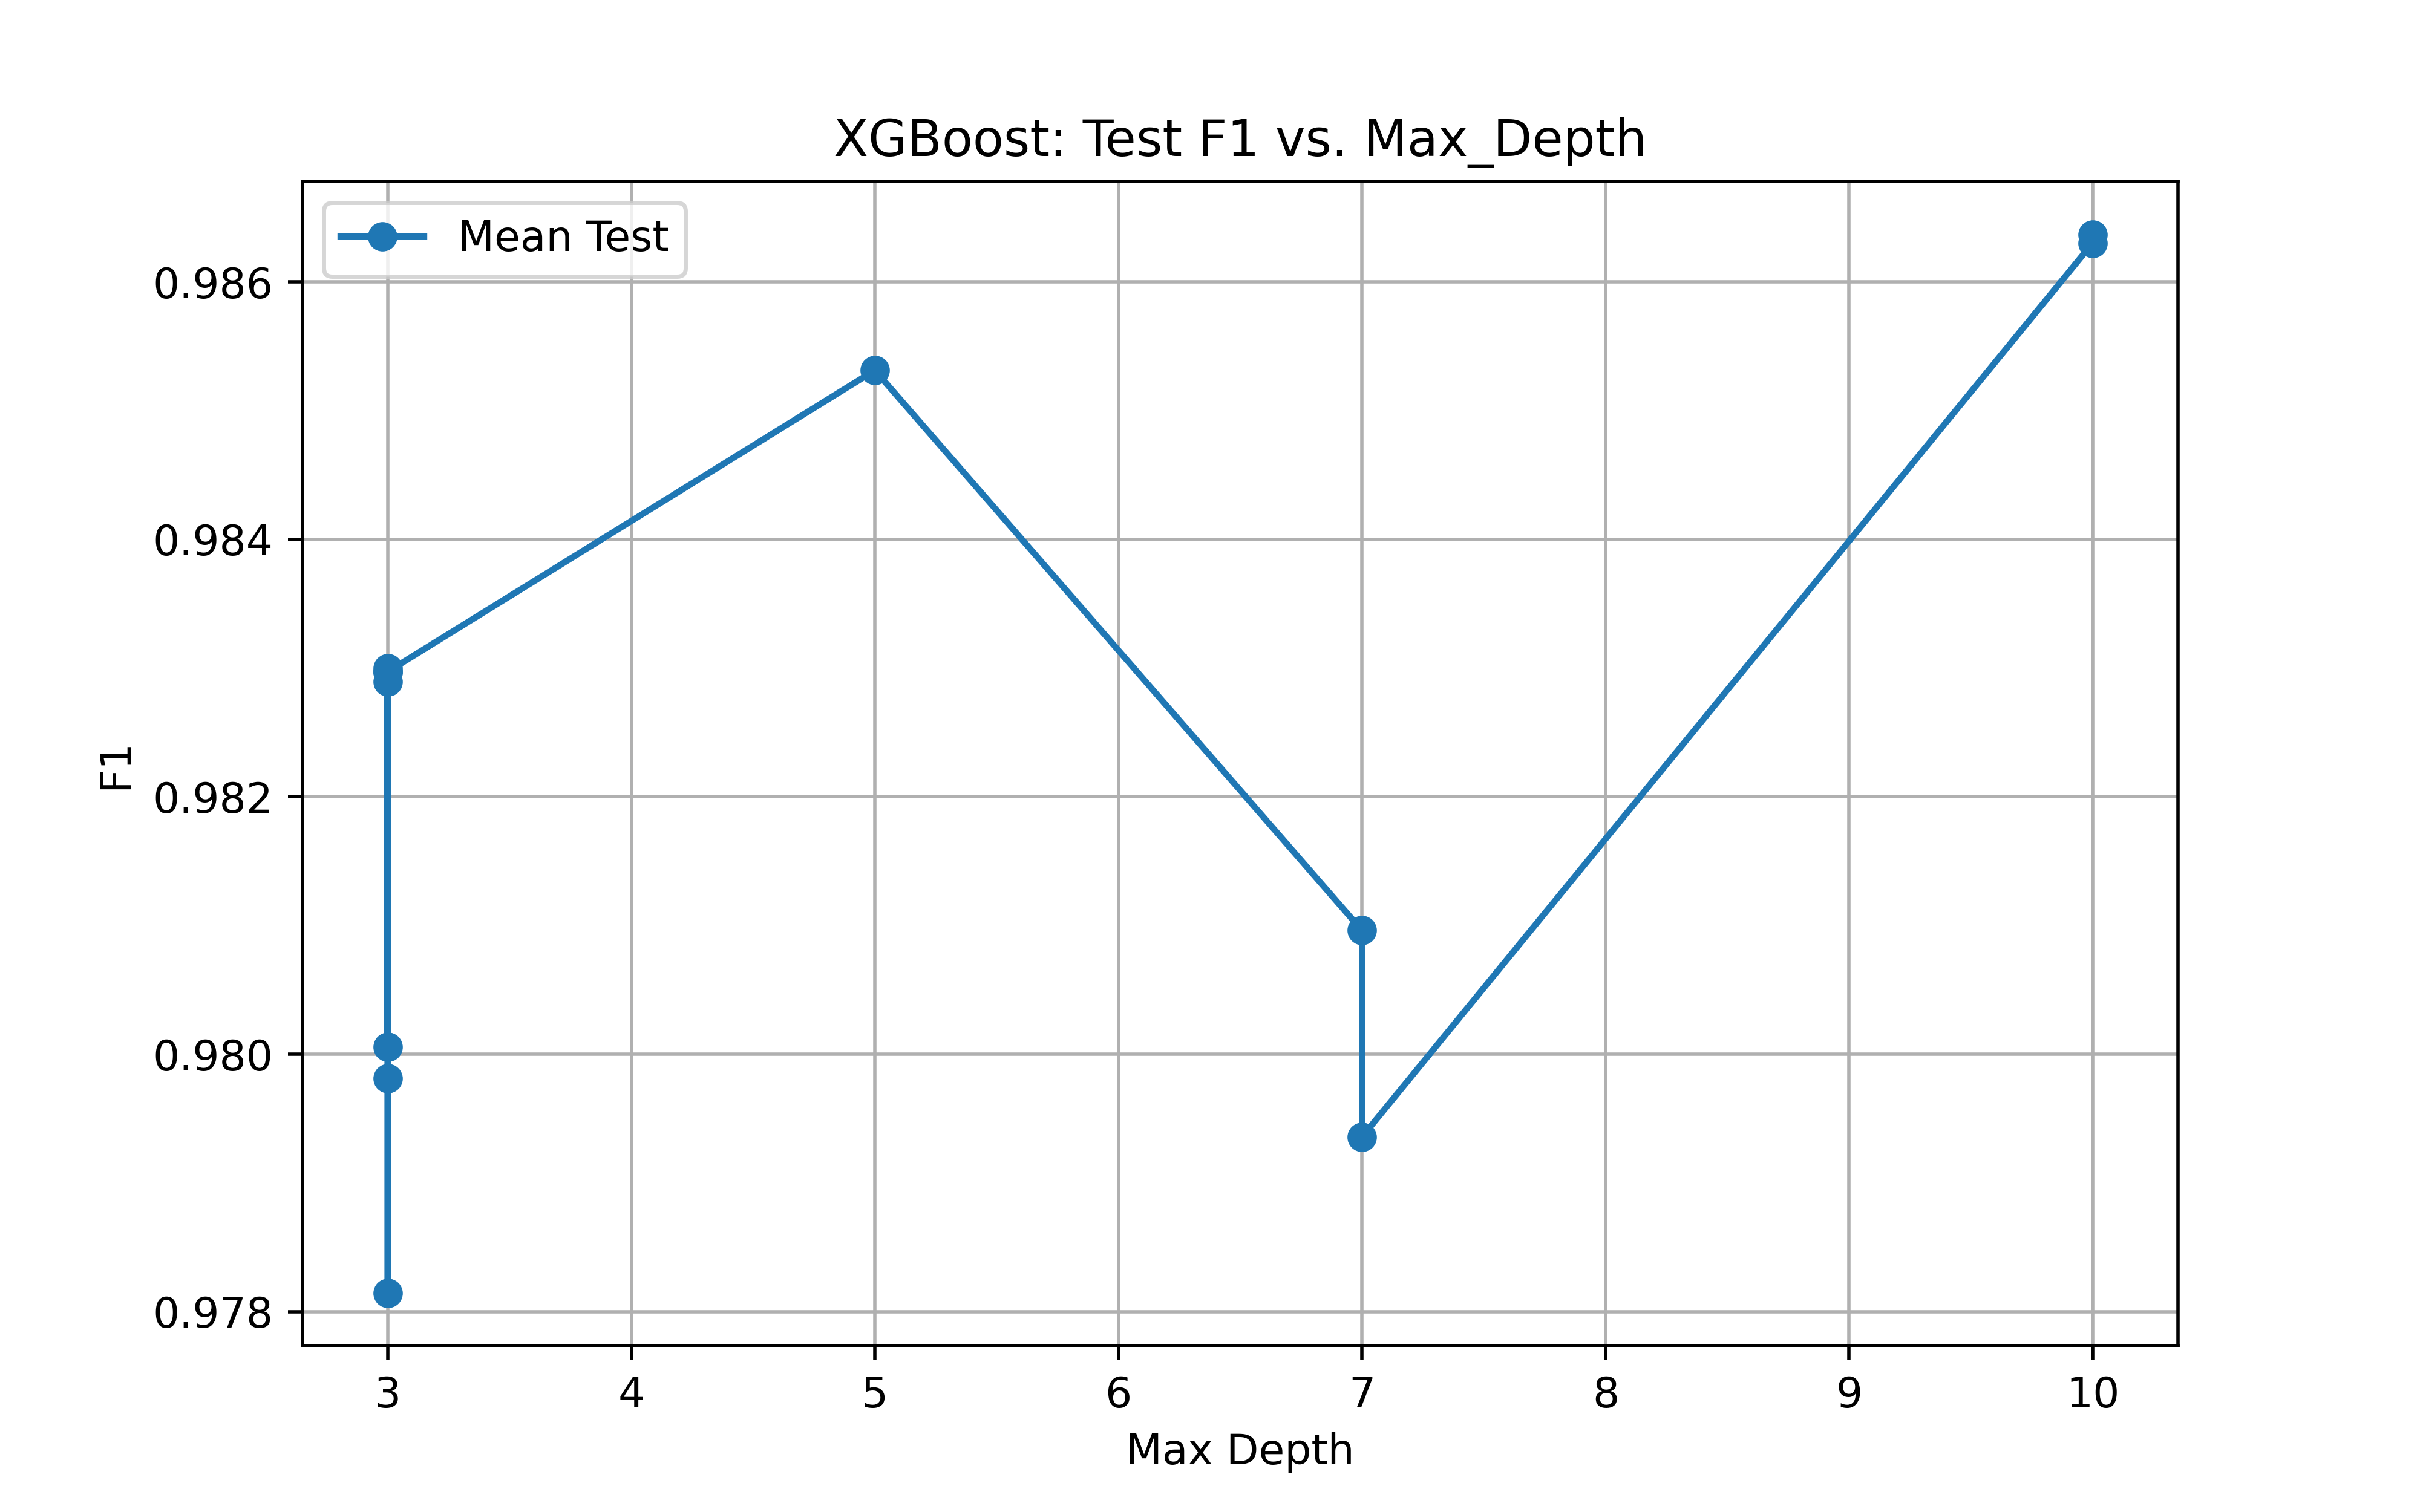 XGBoost: Test F1 vs. Max_Depth
Mean Test
0.986
0.984
0.982
0.980
0.978
F1
3 4 5 6 7 8 9 10
Max Depth